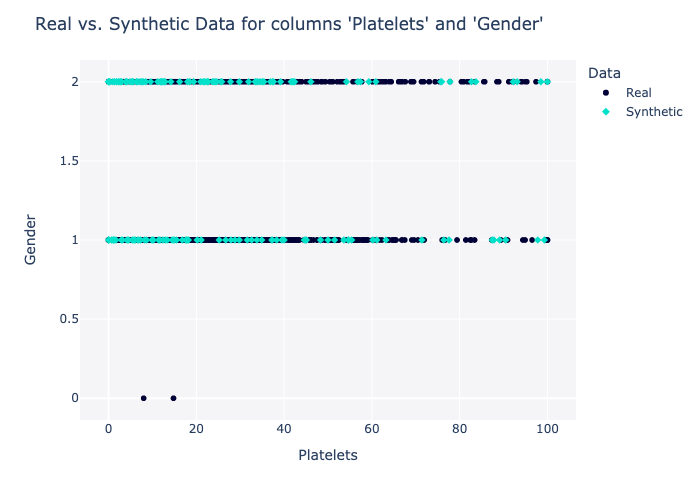 Real vs. Synthetic Data for columns 'Platelets' and 'Gender'
Data
Real
Synthetic
2
1.5
1
0.5
0
Gender
0 20 40 60 80 100
Platelets